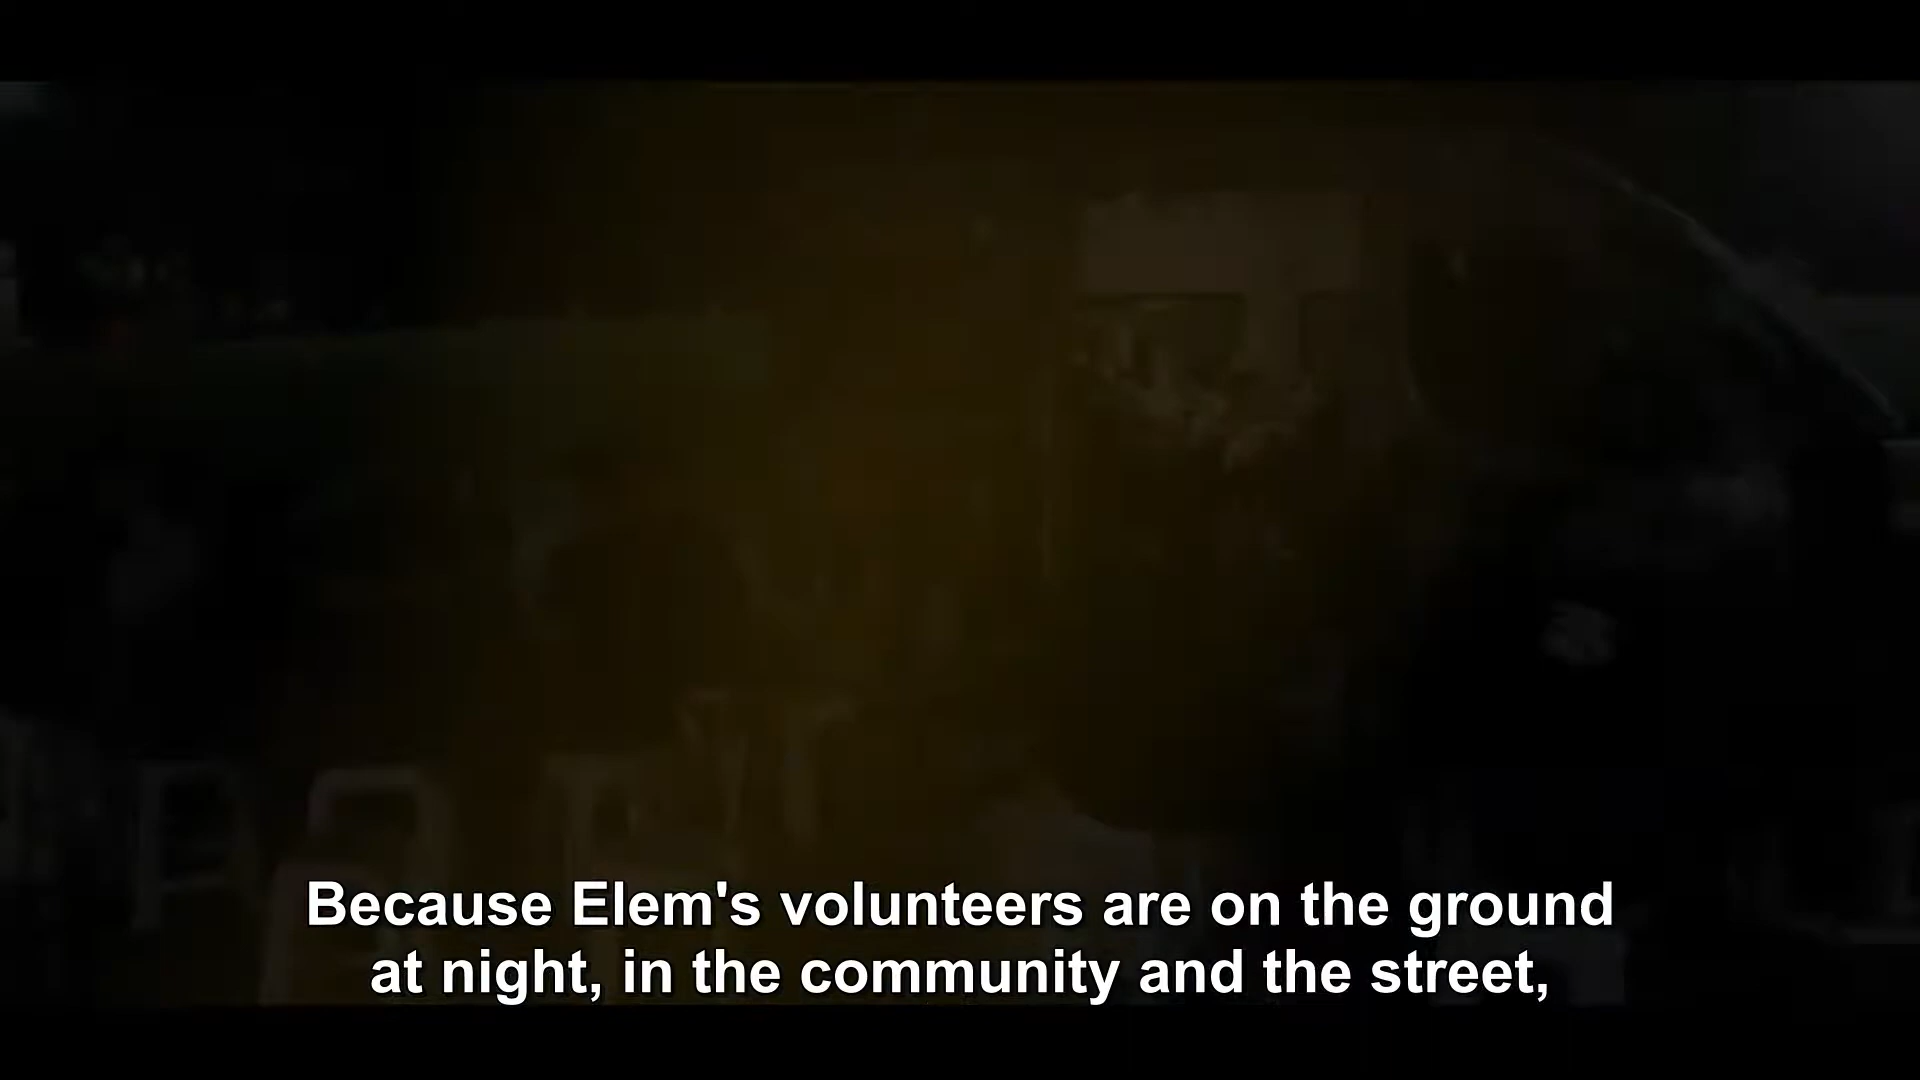 Because Elem's volunteers are on the ground
at night, in the community and the street,